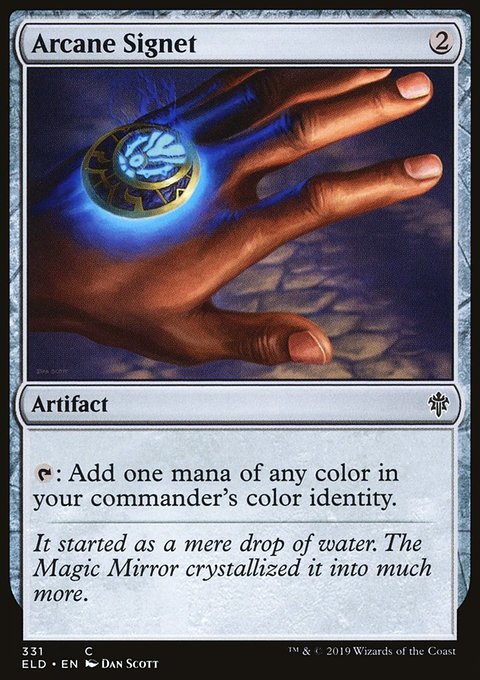 Arcane Signet 2
DAN SCOTT
Artifact
: Add one mana of any color in
your commander's color identity.
It started as a mere drop of water. The
Magic Mirror crystallized it into much
more.
331 C
ELD • EN DAN SCOTT
™ & © 2019 Wizards of the Coast